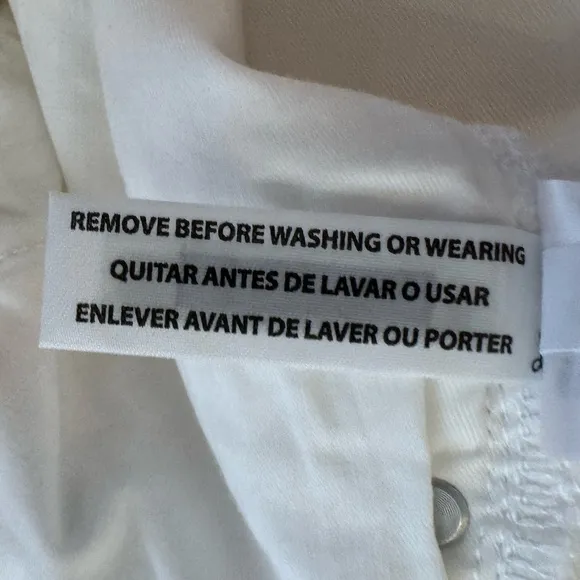 REMOVE BEFORE WASHING OR WEARING
QUITAR ANTES DE LAVAR O USAR
ENLEVER AVANT DE LAVER OU PORTER